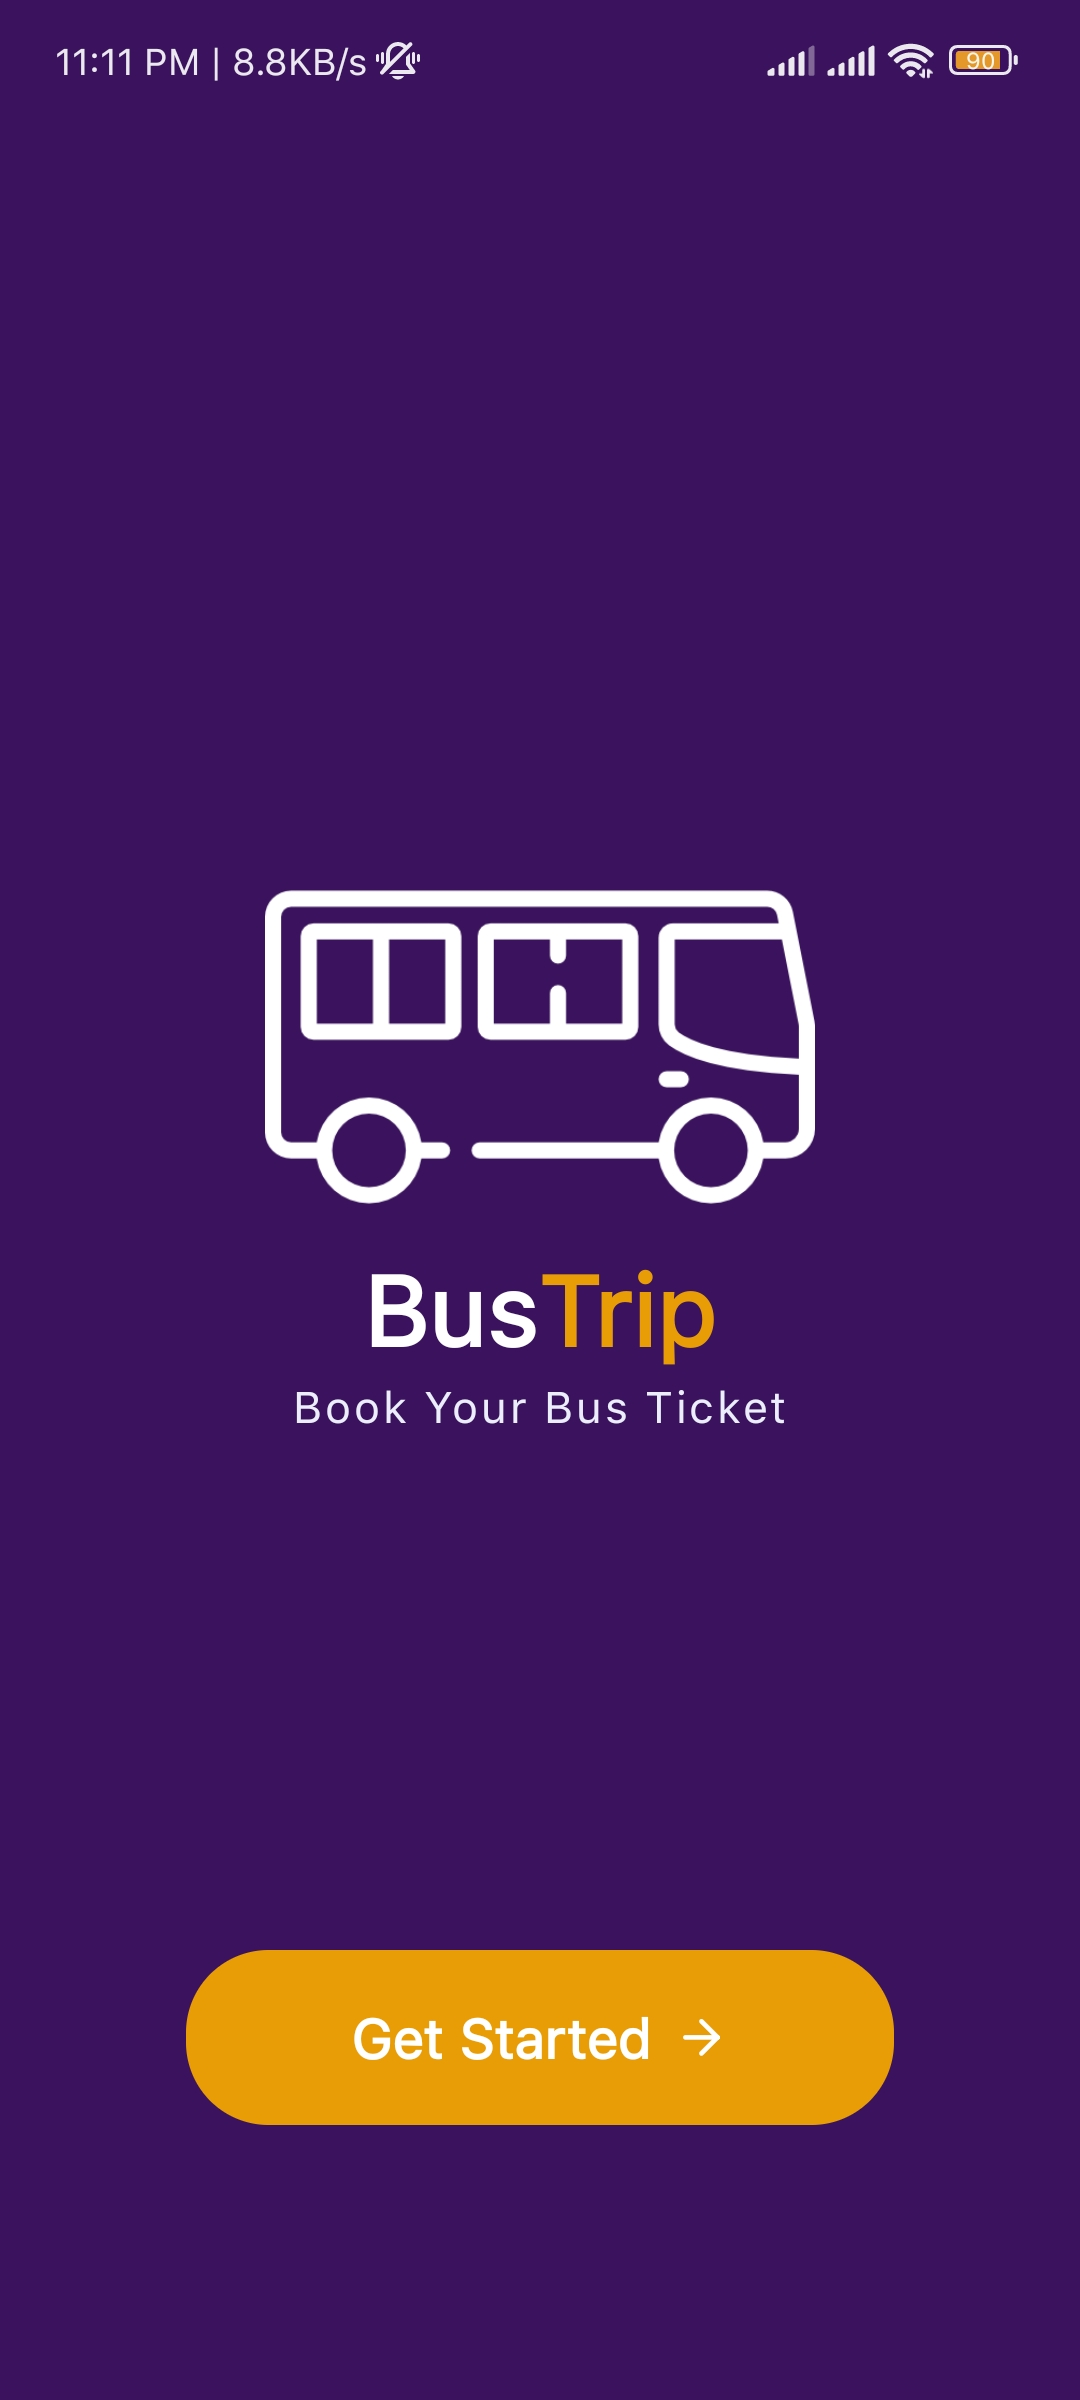 11:11 PM | 8.8KB/s 90
BusTrip
Book Your Bus Ticket
Get Started →